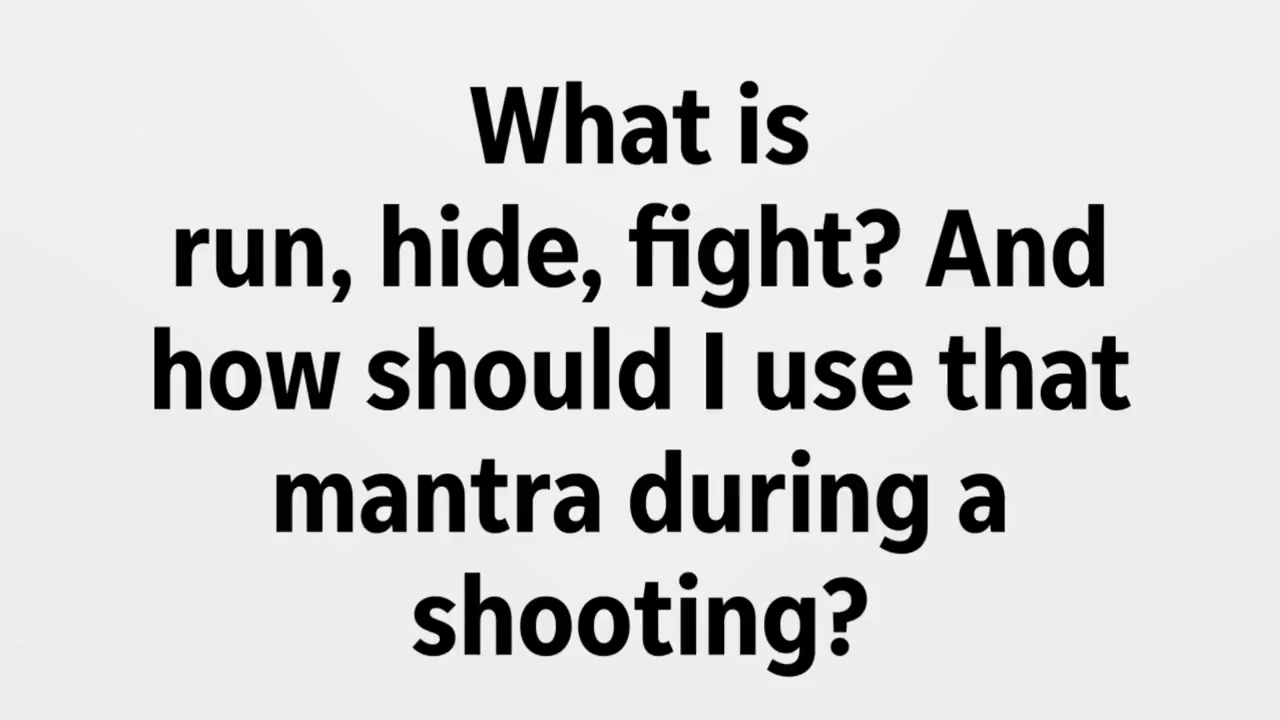 What is
run, hide, fight? And
how should I use that
mantra during a
shooting?